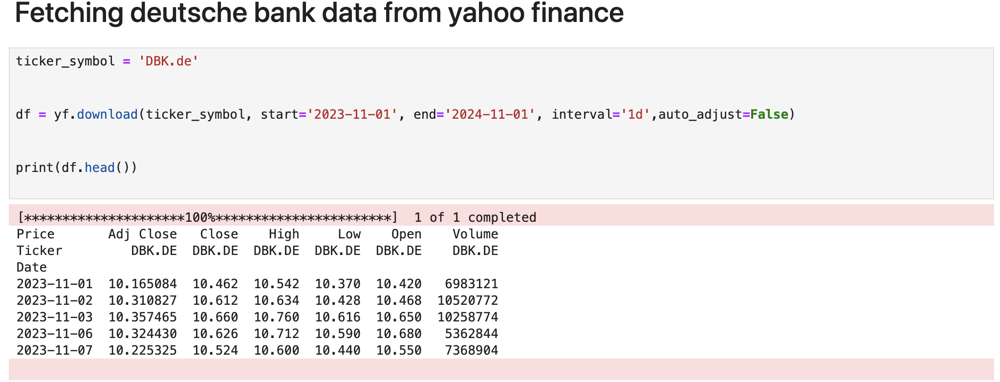 Fetching deutsche bank data from yahoo finance
ticker_symbol = 'DBK.de'
df = yf.download(ticker_symbol, start='2023-11-01', end='2024-11-01', interval='1d',auto_adjust=False)
print(df.head())
[*********************100%***********************]  1 of 1 completed
Price       Adj Close   Close    High     Low    Open    Volume
Ticker         DBK.DE  DBK.DE  DBK.DE  DBK.DE  DBK.DE    DBK.DE
Date
2023-11-01  10.165084  10.462  10.542  10.370  10.420   6983121
2023-11-02  10.310827  10.612  10.634  10.428  10.468  10520772
2023-11-03  10.357465  10.660  10.760  10.616  10.650  10258774
2023-11-06  10.324430  10.626  10.712  10.590  10.680   5362844
2023-11-07  10.225325  10.524  10.600  10.440  10.550   7368904